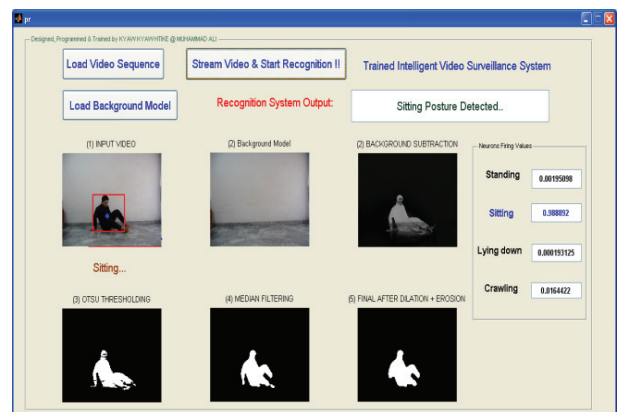 pr
Designed, Programmed & Trained by KYAW KYAW HTIKE @ MUHAMMAD ALI
Load Video Sequence
Stream Video & Start Recognition !!
Trained Intelligent Video Surveillance System
Load Background Model
Recognition System Output:
Sitting Posture Detected..
(1) INPUT VIDEO
(2) Background Model
(2) BACKGROUND SUBTRACTION
Neurons Firing Values
Standing
0.00195098
Sitting
0.988892
Lying down
0.000193125
Crawling
0.0164422
Sitting...
(3) OTSU THRESHOLDING
(4) MEDIAN FILTERING
(5) FINAL AFTER DILATION + EROSION